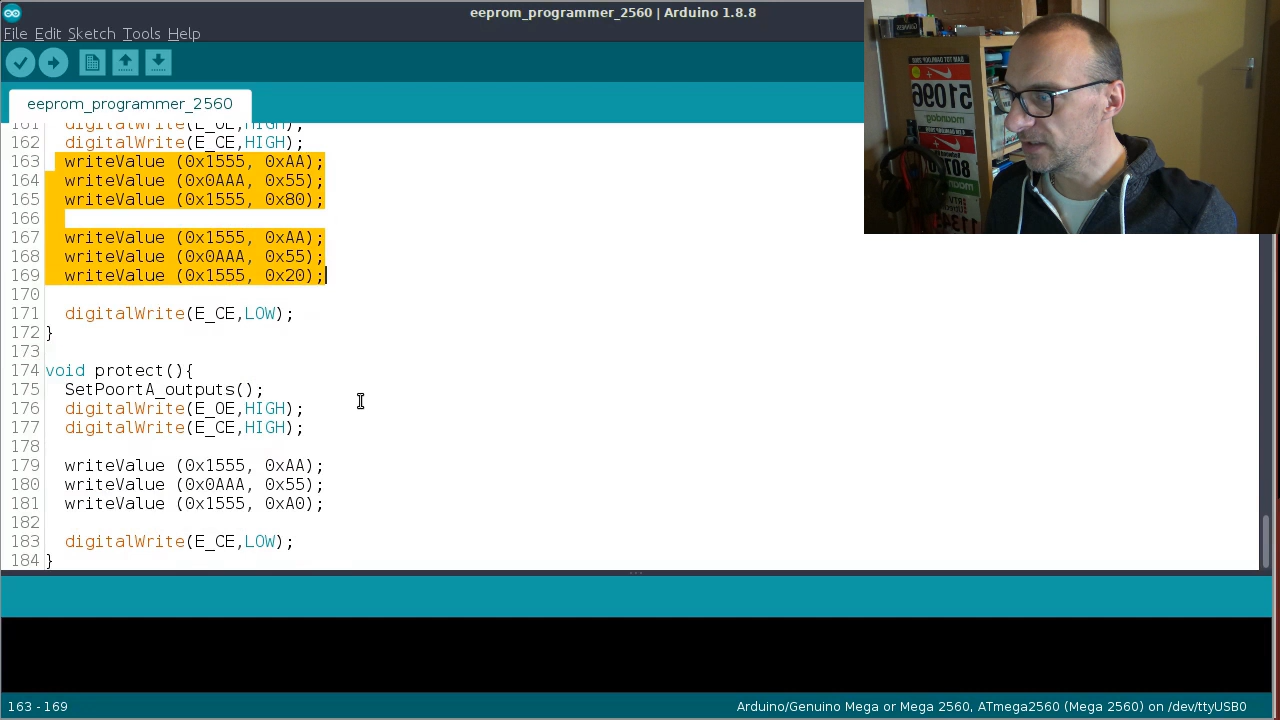 eeprom_programmer_2560 | Arduino 1.8.8
File Edit Sketch Tools Help
eeprom_programmer_2560
161 digitalWrite(E_OE,HIGH);
162 digitalWrite(E_CE,HIGH);
163 writeValue (0x1555, 0xAA);
164 writeValue (0x0AAA, 0x55);
165 writeValue (0x1555, 0x80);
166
167 writeValue (0x1555, 0xAA);
168 writeValue (0x0AAA, 0x55);
169 writeValue (0x1555, 0x20);
170
171 digitalWrite(E_CE,LOW);
172 }
173
174 void protect(){
175 SetPoortA_outputs();
176 digitalWrite(E_OE,HIGH);
177 digitalWrite(E_CE,HIGH);
178
179 writeValue (0x1555, 0xAA);
180 writeValue (0x0AAA, 0x55);
181 writeValue (0x1555, 0xA0);
182
183 digitalWrite(E_CE,LOW);
184 }
163 - 169
Arduino/Genuino Mega or Mega 2560, ATmega2560 (Mega 2560) on /dev/ttyUSB0
51096
maandag